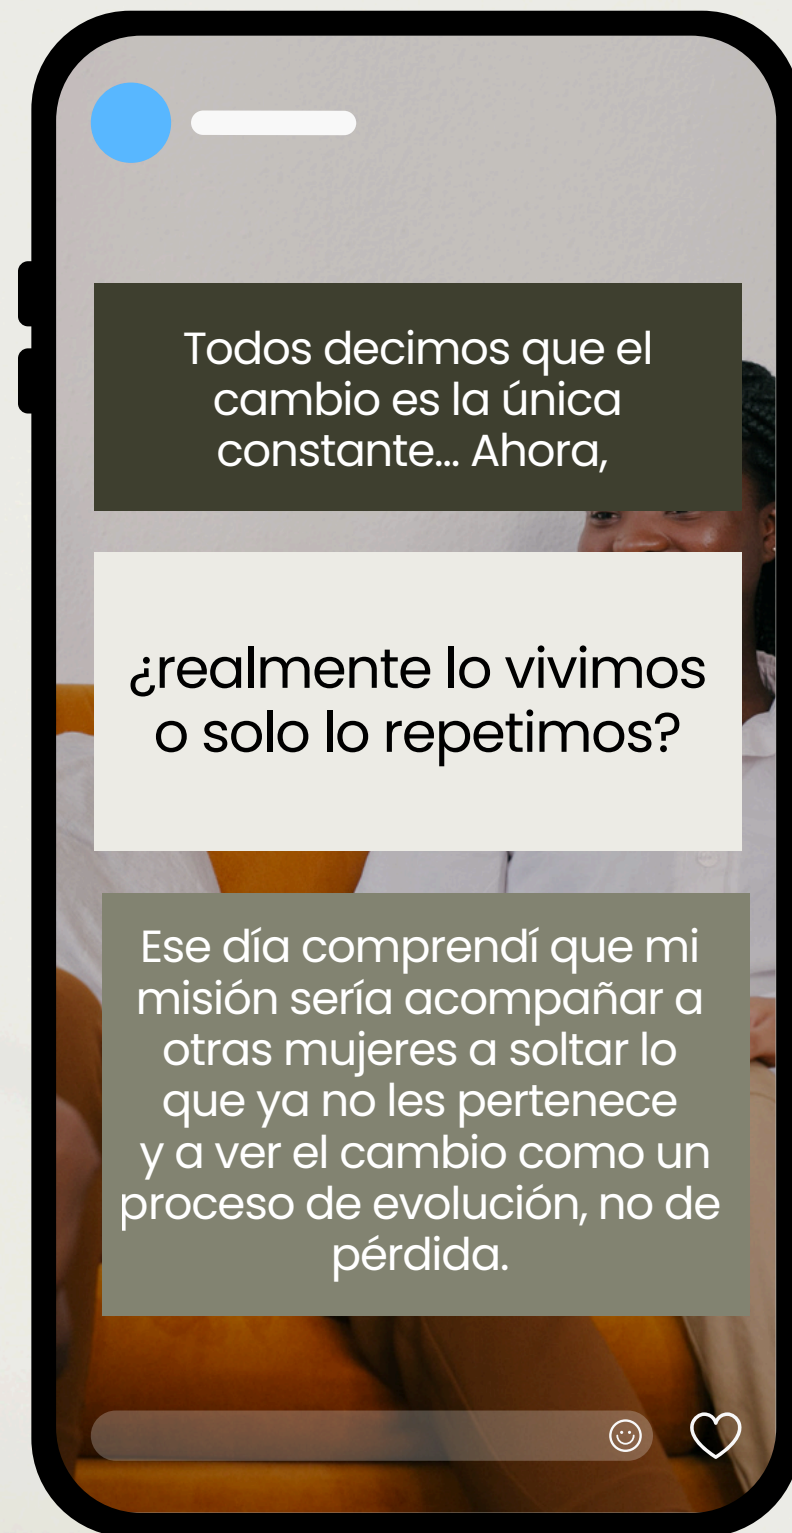 Todos decimos que el
cambio es la única
constante... Ahora,
¿realmente lo vivimos
o solo lo repetimos?
Ese día comprendí que mi
misión sería acompañar a
otras mujeres a soltar lo
que ya no les pertenece
y a ver el cambio como un
proceso de evolución, no de
pérdida.